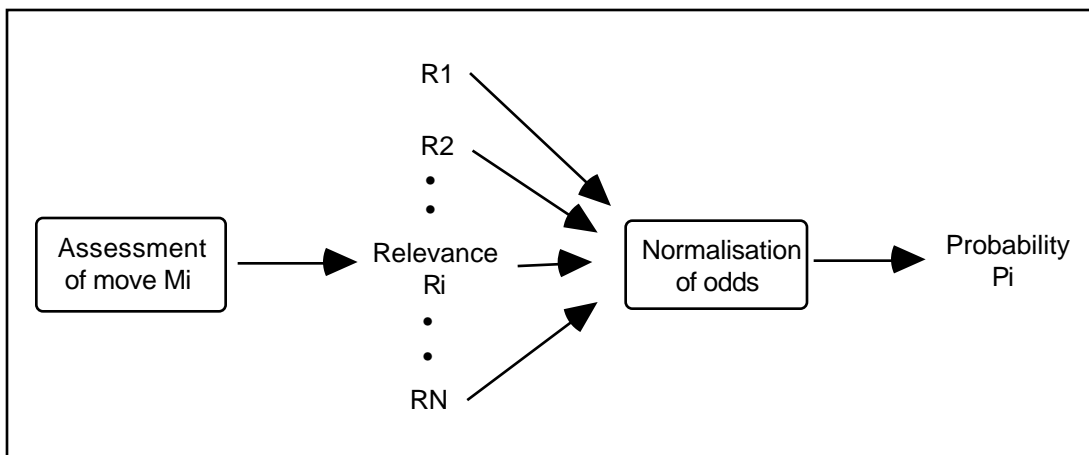 R1
R2
Assessment
of move Mi
Relevance
Ri
Normalisation
of odds
Probability
Pi
RN